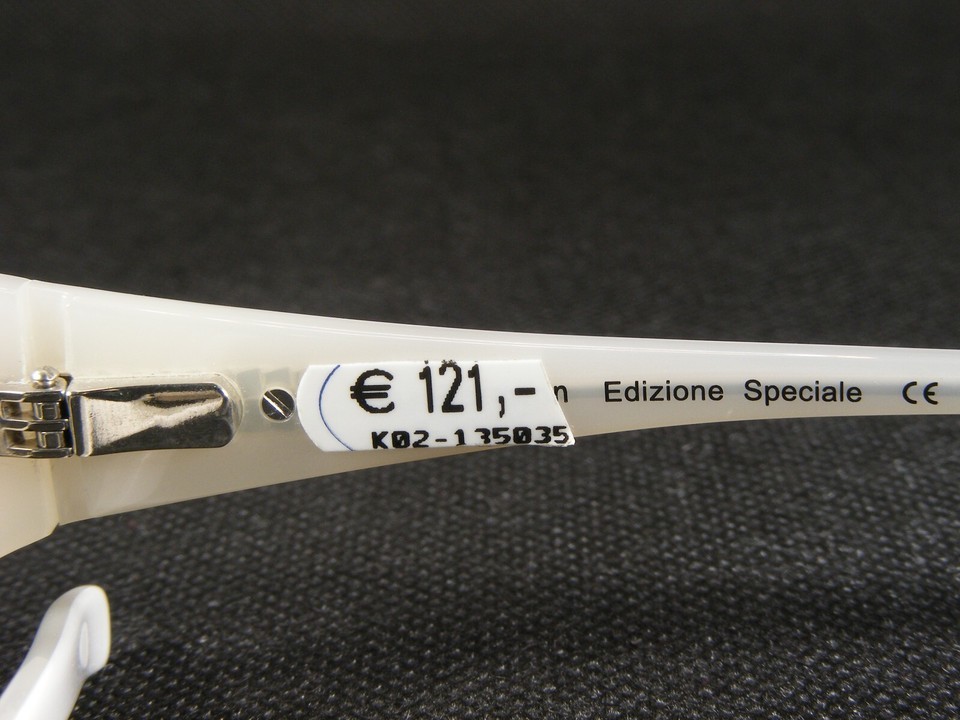 € 121,-
K02-135035
n Edizione Speciale CE